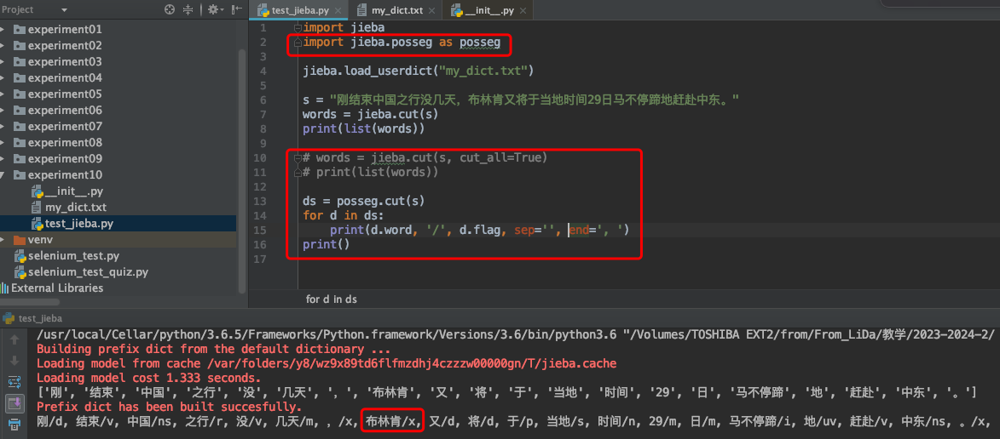 Project
experiment01
experiment02
experiment03
experiment04
experiment05
experiment06
experiment07
experiment08
experiment09
experiment10
__init__.py
my_dict.txt
test_jieba.py
venv
selenium_test.py
selenium_test_quiz.py
External Libraries
test_jieba.py
my_dict.txt
__init__.py
1 import jieba
2 import jieba.posseg as posseg
3
4 jieba.load_userdict("my_dict.txt")
5
6 s = "刚结束中国之行没几天，布林肯又将于当地时间29日马不停蹄地赶赴中东。"
7 words = jieba.cut(s)
8 print(list(words))
9
10 # words = jieba.cut(s, cut_all=True)
11 # print(list(words))
12
13 ds = posseg.cut(s)
14 for d in ds:
15 print(d.word, '/', d.flag, sep='', end=', ')
16 print()
17
for d in ds
test_jieba
/usr/local/Cellar/python/3.6.5/Frameworks/Python.framework/Versions/3.6/bin/python3.6 "/Volumes/TOSHIBA EXT2/from/From_LiDa/教学/2023-2024-2/
Building prefix dict from the default dictionary ...
Loading model from cache /var/folders/y8/wz9x89td6flfmzdhj4czzzw00000gn/T/jieba.cache
Loading model cost 1.333 seconds.
['刚', '结束', '中国', '之行', '没', '几天', '，', '布林肯', '又', '将', '于', '当地', '时间', '29', '日', '马不停蹄', '地', '赶赴', '中东', '。']
Prefix dict has been built succesfully.
刚/d, 结束/v, 中国/ns, 之行/r, 没/v, 几天/m, ，/x, 布林肯/x, 又/d, 将/d, 于/p, 当地/s, 时间/n, 29/m, 日/m, 马不停蹄/i, 地/uv, 赶赴/v, 中东/ns, 。/x,